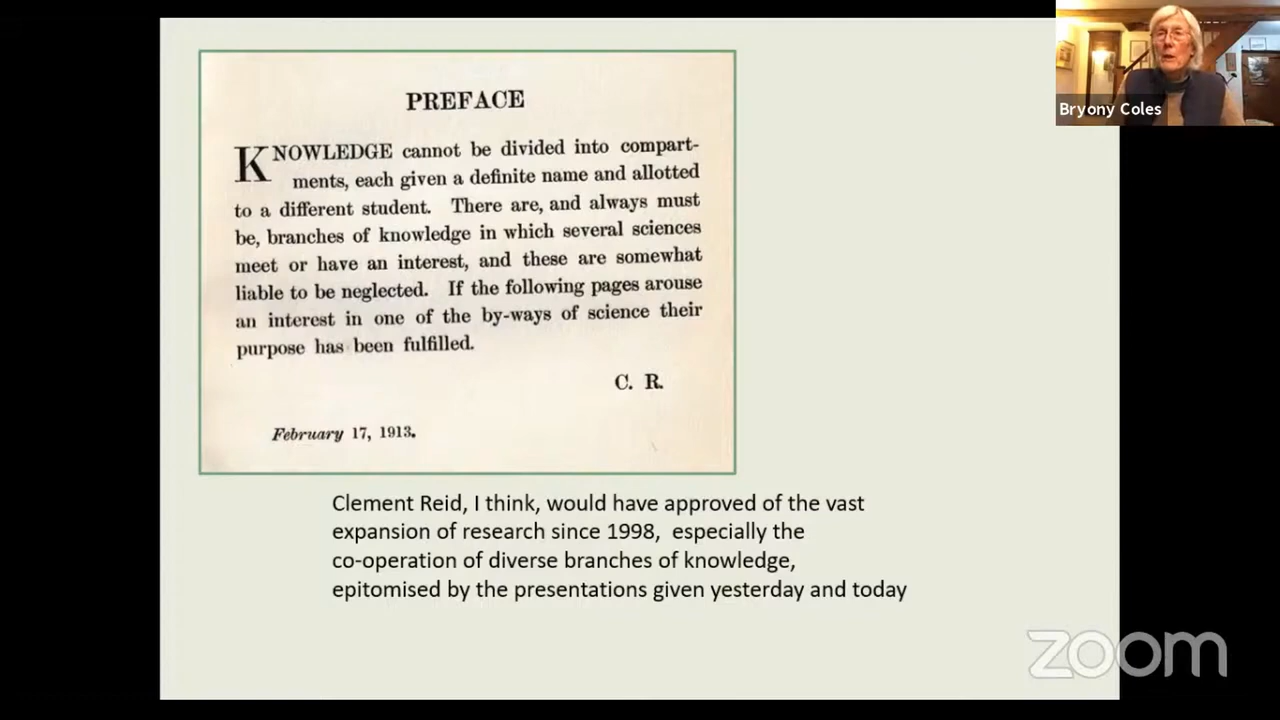 PREFACE
KNOWLEDGE cannot be divided into compart-
ments, each given a definite name and allotted
to a different student. There are, and always must
be, branches of knowledge in which several sciences
meet or have an interest, and these are somewhat
liable to be neglected. If the following pages arouse
an interest in one of the by-ways of science their
purpose has been fulfilled.
C. R.
February 17, 1913.
Clement Reid, I think, would have approved of the vast
expansion of research since 1998, especially the
co-operation of diverse branches of knowledge,
epitomised by the presentations given yesterday and today
Bryony Coles
zoom